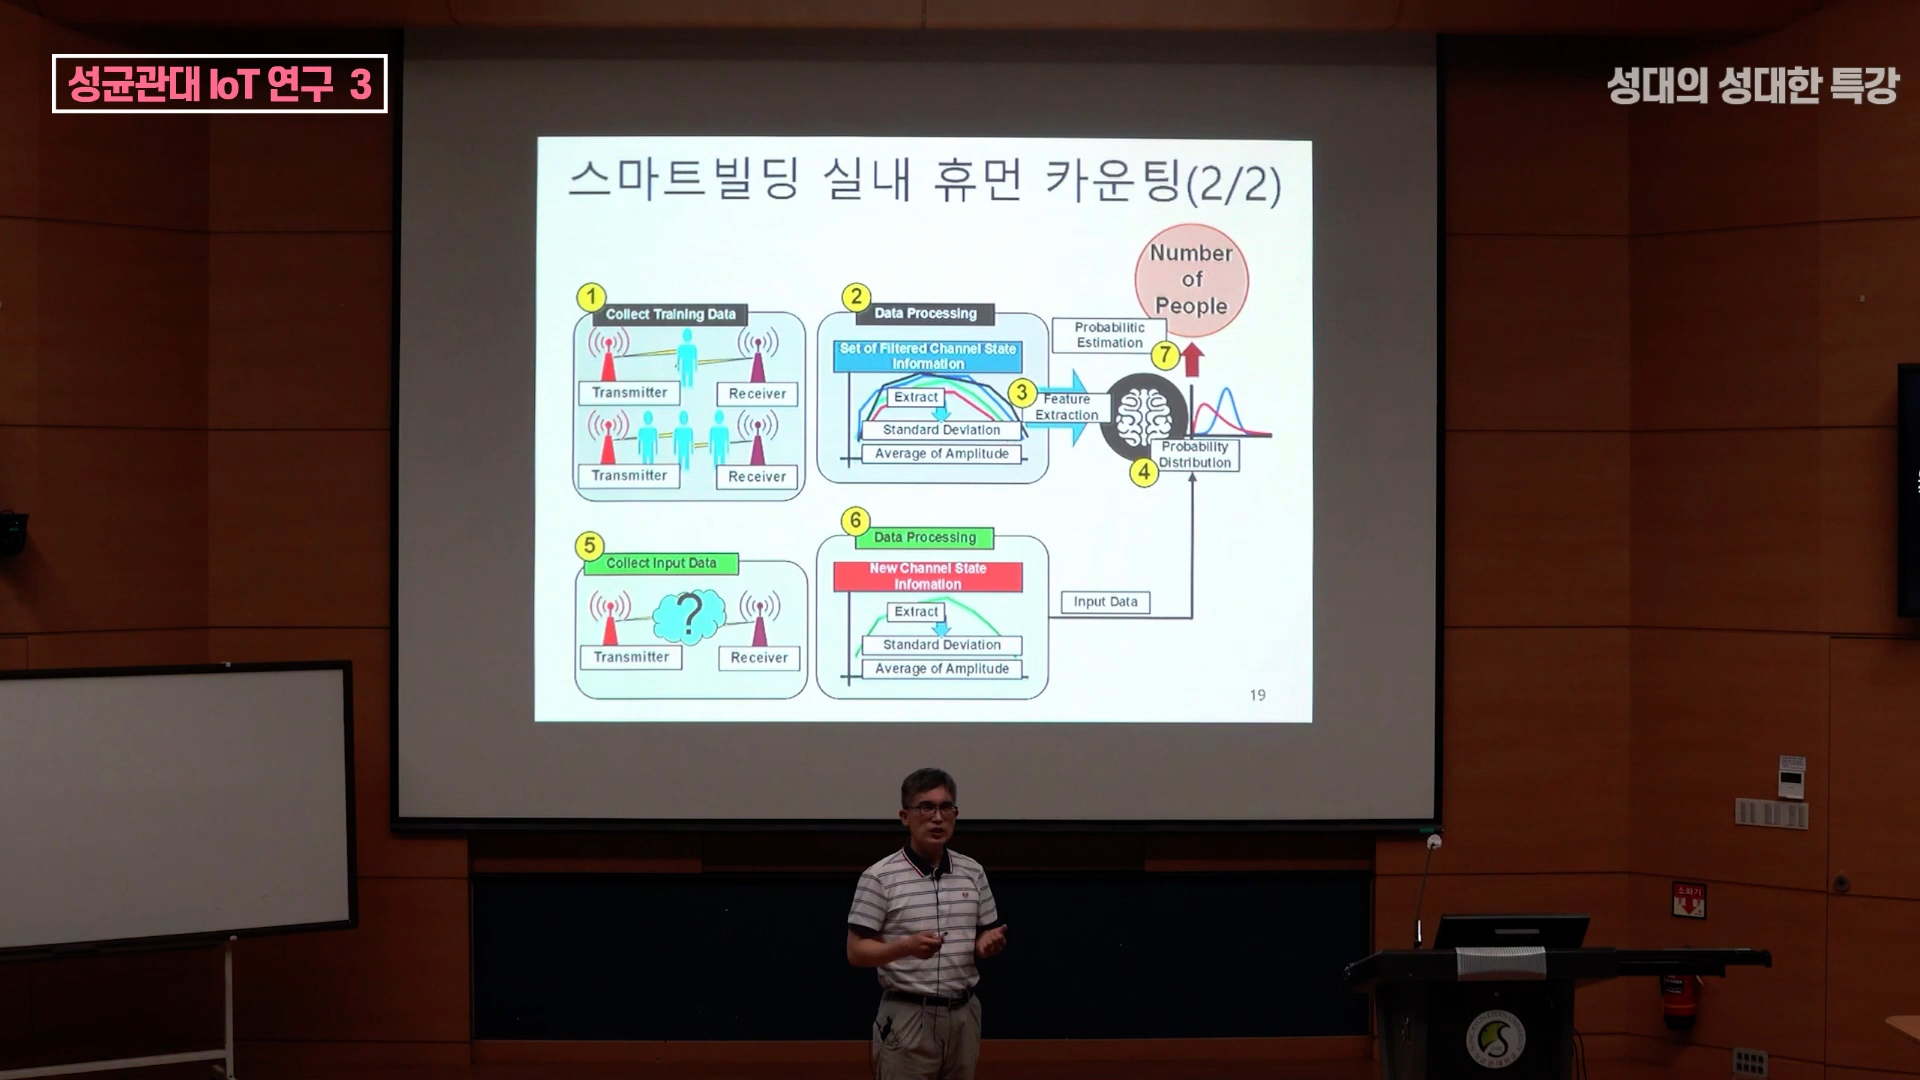 성균관대 IoT 연구 3
성대의 성대한 특강
스마트빌딩 실내 휴먼 카운팅(2/2)
Number
of
People
1
Collect Training Data
Transmitter
Receiver
Transmitter
Receiver
2
Data Processing
Set of Filtered Channel State
Information
Extract
Standard Deviation
Average of Amplitude
3
Feature
Extraction
Probabilitic
Estimation
7
4
Probability
Distribution
5
Collect Input Data
?
Transmitter
Receiver
6
Data Processing
New Channel State
Infomation
Extract
Standard Deviation
Average of Amplitude
Input Data
19
소화기